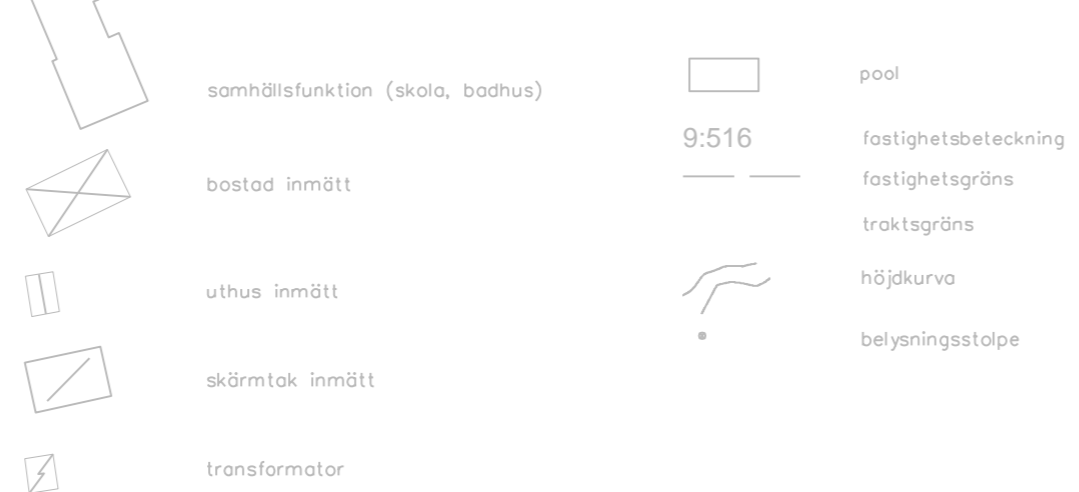 samhällsfunktion (skola, badhus)
bostad inmätt
uthus inmätt
skärmtak inmätt
transformator
pool
9:516 fastighetsbeteckning
fastighetsgräns
traktsgräns
höjdkurva
belysningsstolpe